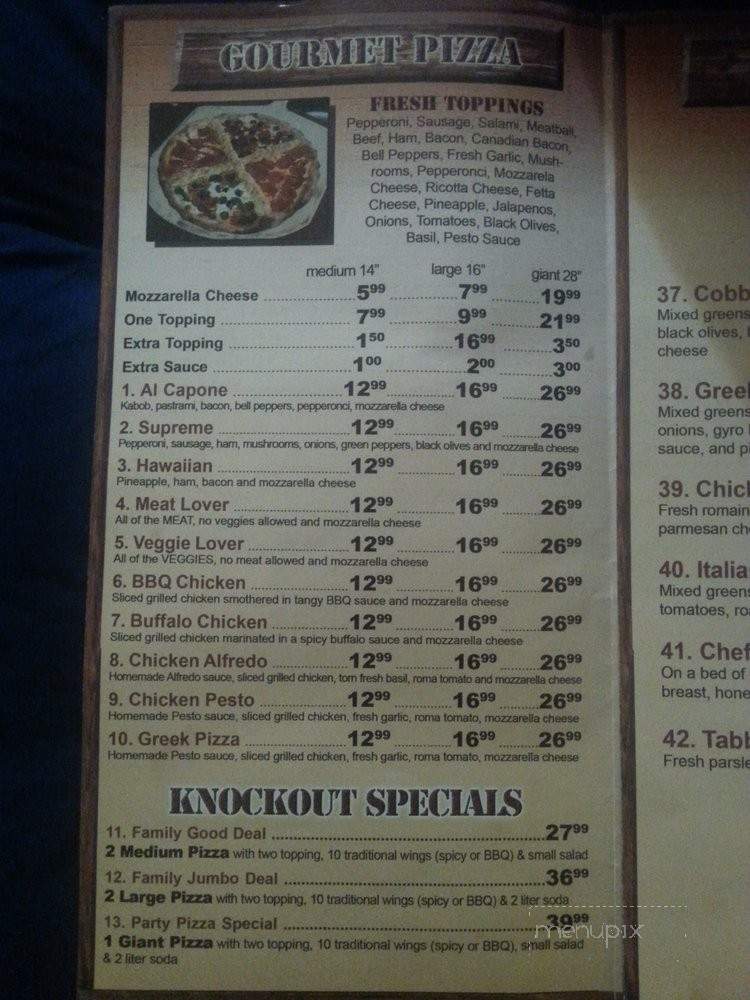 GOURMET PIZZA
FRESH TOPPINGS
Pepperoni, Sausage, Salami, Meatball,
Beef, Ham, Bacon, Canadian Bacon,
Bell Peppers, Fresh Garlic, Mush-
rooms, Pepperonci, Mozzarela
Cheese, Ricotta Cheese, Fetta
Cheese, Pineapple, Jalapenos,
Onions, Tomatoes, Black Olives,
Basil, Pesto Sauce
medium 14" large 16" giant 28"
Mozzarella Cheese 5.99 7.99 19.99
One Topping 7.99 9.99 21.99
Extra Topping 1.50 16.99 3.50
Extra Sauce 1.00 2.00 3.00
1. Al Capone 12.99 16.99 26.99
Kabob, pastrami, bacon, bell peppers, pepperonci, mozzarella cheese
2. Supreme 12.99 16.99 26.99
Pepperoni, sausage, ham, mushrooms, onions, green peppers, black olives and mozzarella cheese
3. Hawaiian 12.99 16.99 26.99
Pineapple, ham, bacon and mozzarella cheese
4. Meat Lover 12.99 16.99 26.99
All of the MEAT, no veggies allowed and mozzarella cheese
5. Veggie Lover 12.99 16.99 26.99
All of the VEGGIES, no meat allowed and mozzarella cheese
6. BBQ Chicken 12.99 16.99 26.99
Sliced grilled chicken smothered in tangy BBQ sauce and mozzarella cheese
7. Buffalo Chicken 12.99 16.99 26.99
Sliced grilled chicken marinated in a spicy buffalo sauce and mozzarella cheese
8. Chicken Alfredo 12.99 16.99 26.99
Homemade Alfredo sauce, sliced grilled chicken, torn fresh basil, roma tomato and mozzarella cheese
9. Chicken Pesto 12.99 16.99 26.99
Homemade Pesto sauce, sliced grilled chicken, fresh garlic, roma tomato, mozzarella cheese
10. Greek Pizza 12.99 16.99 26.99
Homemade Pesto sauce, sliced grilled chicken, fresh garlic, roma tomato, mozzarella cheese
KNOCKOUT SPECIALS
11. Family Good Deal 27.99
2 Medium Pizza with two topping, 10 traditional wings (spicy or BBQ) & small salad
12. Family Jumbo Deal 36.99
2 Large Pizza with two topping, 10 traditional wings (spicy or BBQ) & 2 liter soda
13. Party Pizza Special 39.99
1 Giant Pizza with two topping, 10 traditional wings (spicy or BBQ), small salad
& 2 liter soda
37. Cobb
Mixed greens
black olives,
cheese
38. Greek
Mixed greens
onions, gyro
sauce, and
39. Chic
Fresh romain
parmesan ch
40. Italia
Mixed greens
tomatoes,
41. Chef
On a bed of
breast, hone
42. Tabb
Fresh parsle
menupix